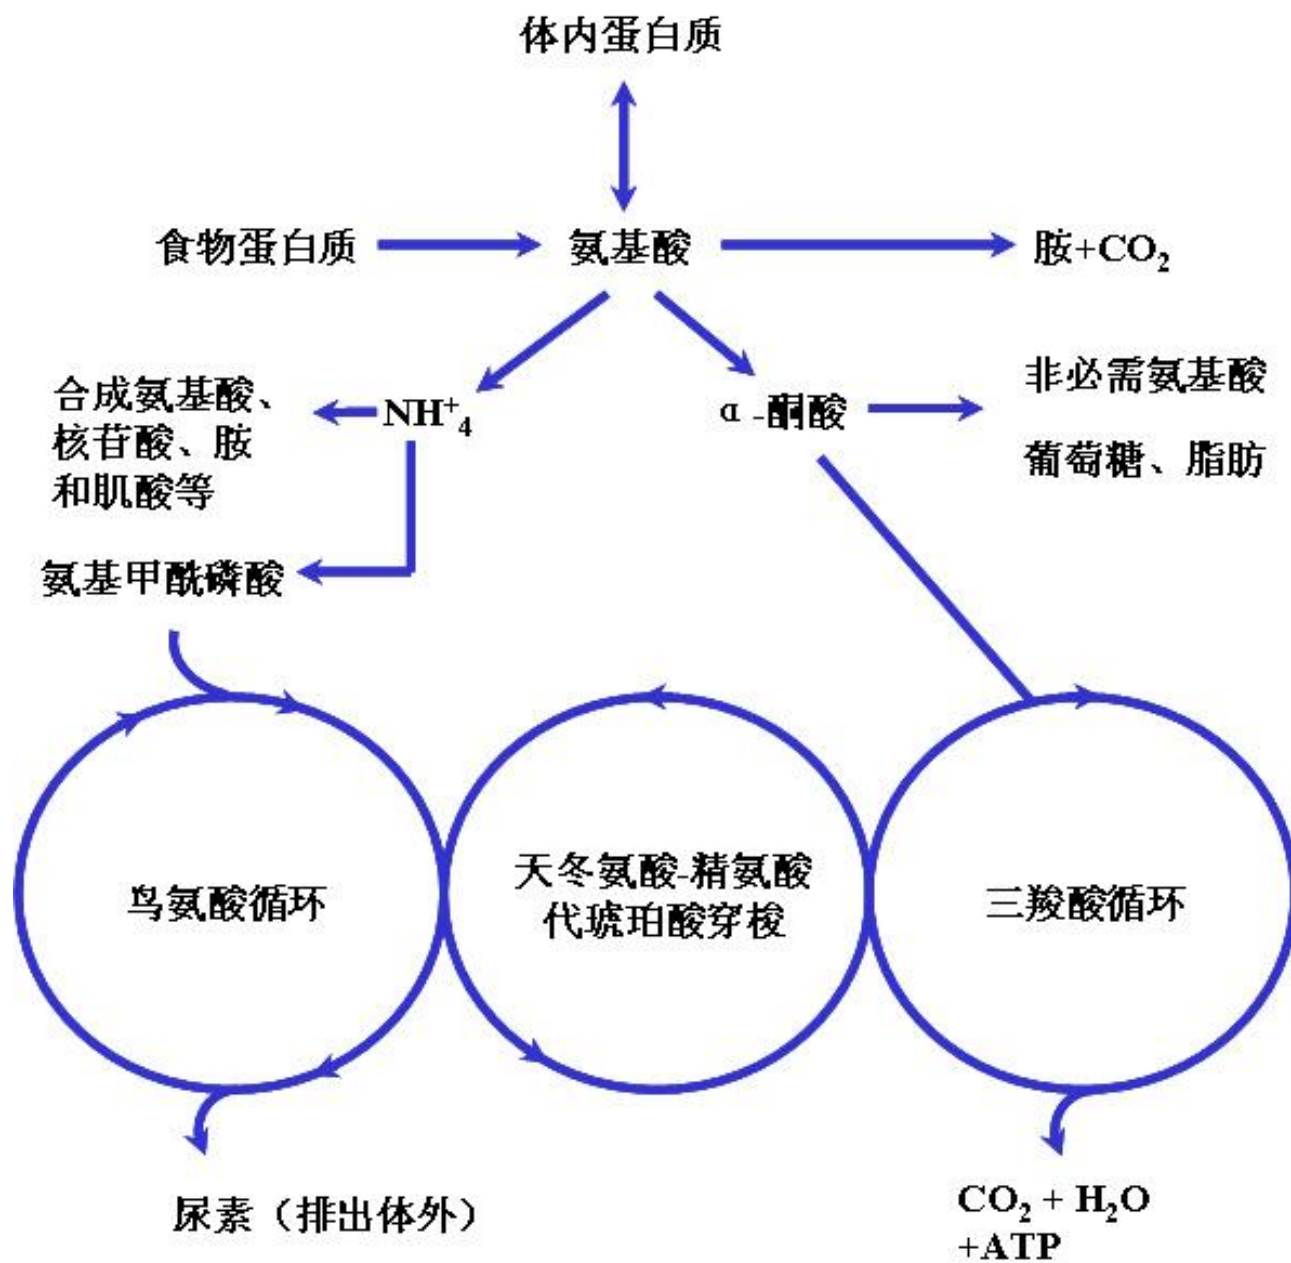 体内蛋白质
食物蛋白质
氨基酸
胺+CO₂
合成氨基酸、
核苷酸、胺
和肌酸等
NH⁺₄
α-酮酸
非必需氨基酸
葡萄糖、脂肪
氨基甲酰磷酸
鸟氨酸循环
天冬氨酸-精氨酸
代琥珀酸穿梭
三羧酸循环
尿素（排出体外）
CO₂ + H₂O
+ATP